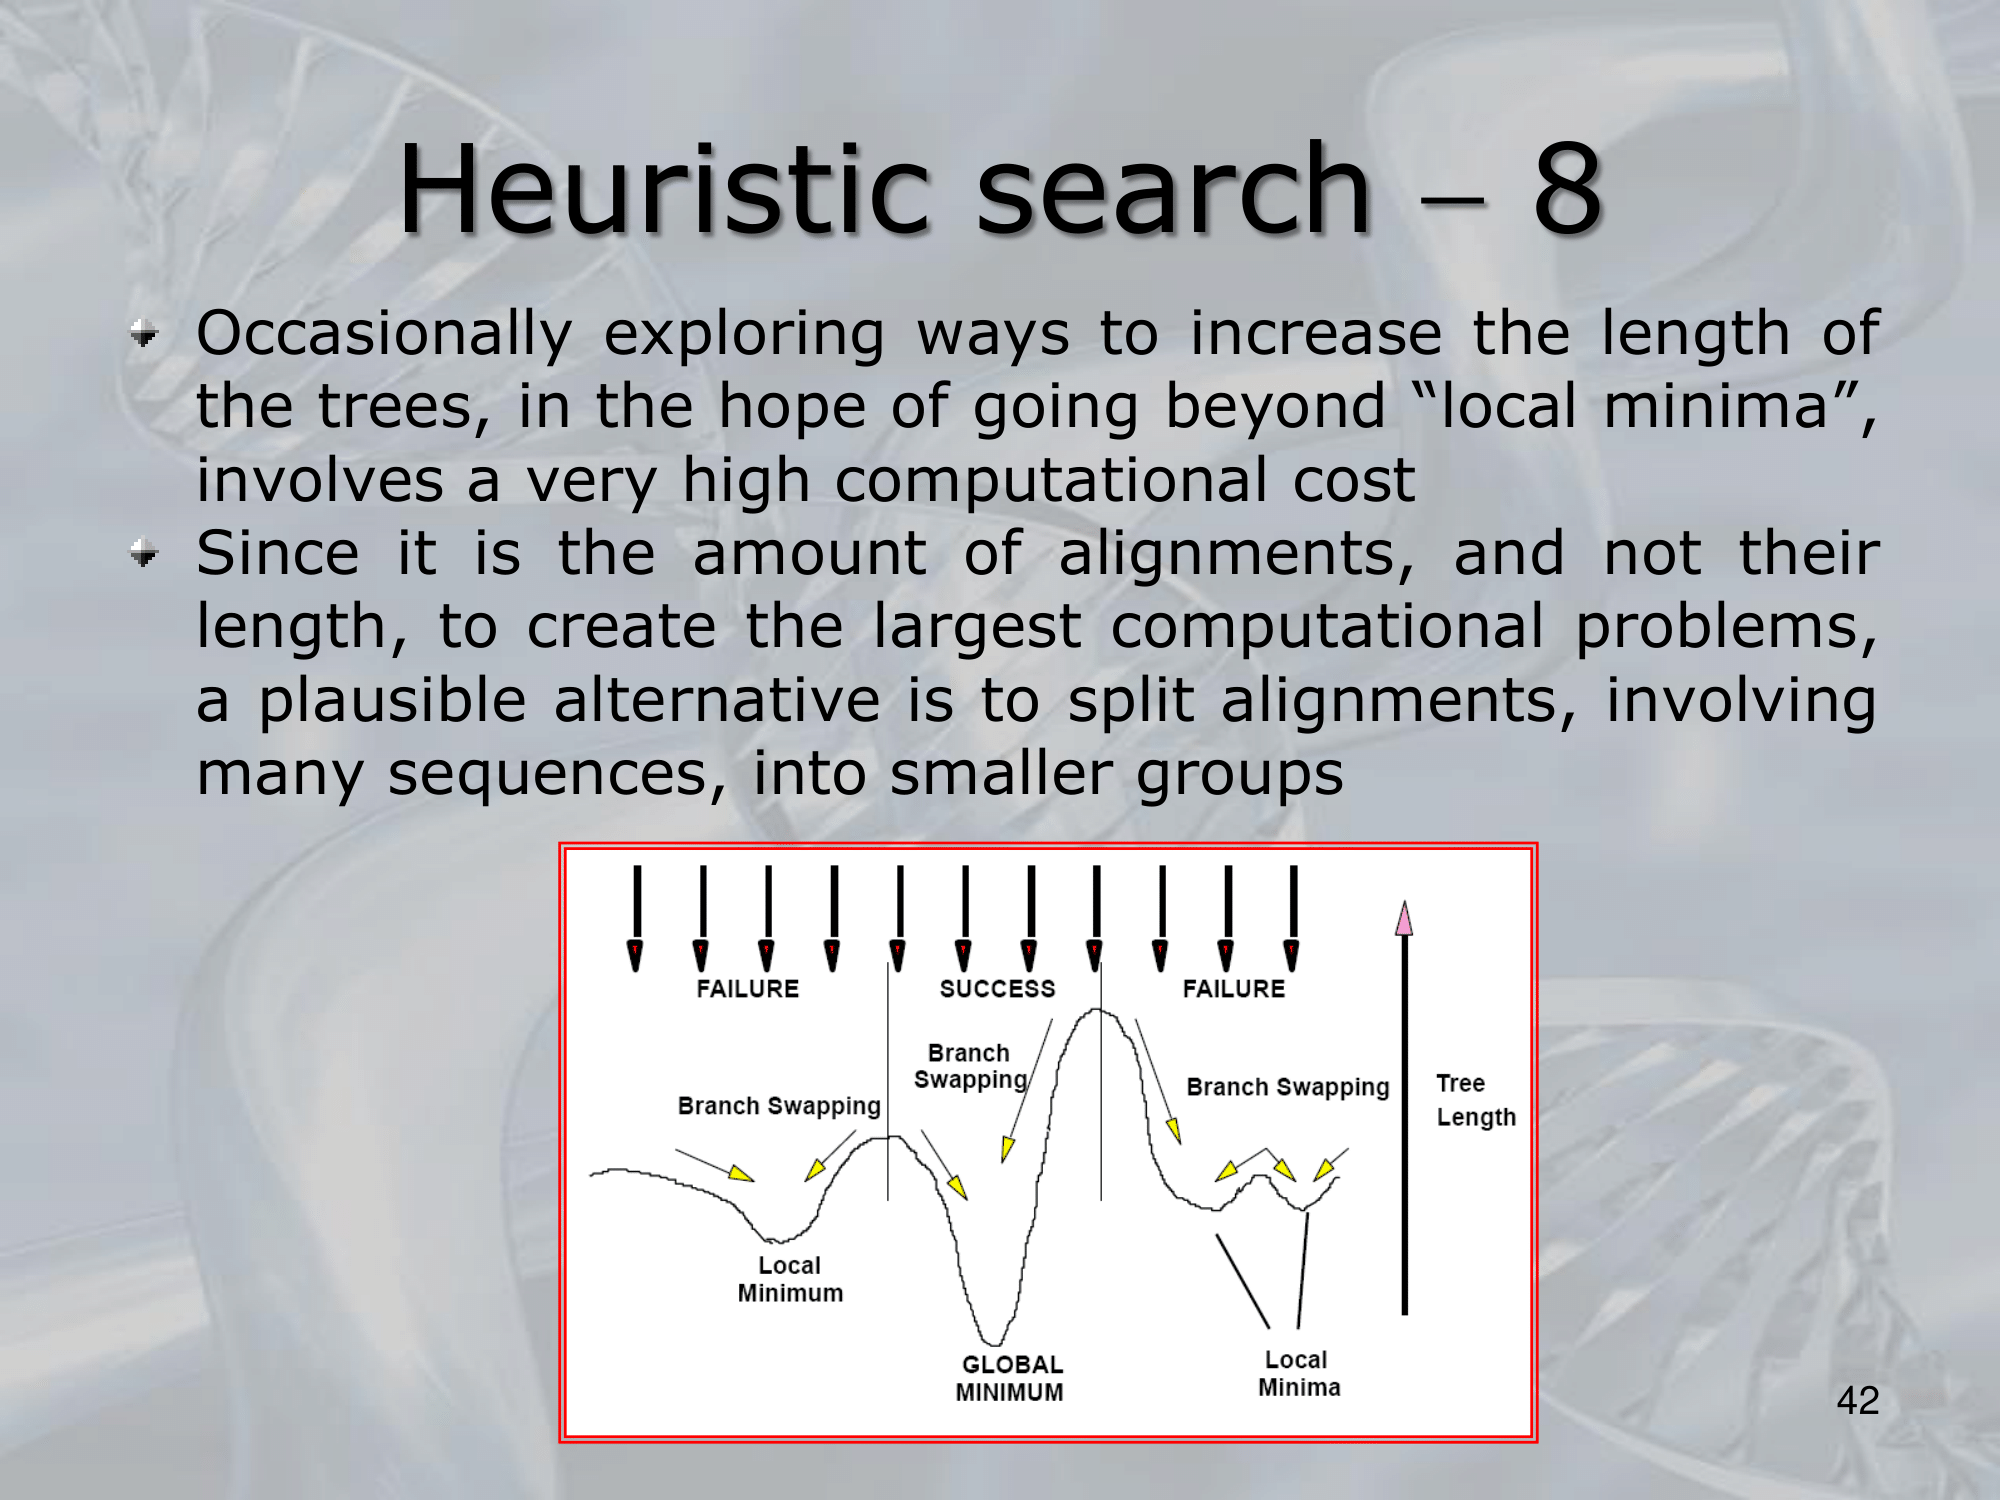 Heuristic search – 8
Occasionally exploring ways to increase the length of
the trees, in the hope of going beyond “local minima”,
involves a very high computational cost
Since it is the amount of alignments, and not their
length, to create the largest computational problems,
a plausible alternative is to split alignments, involving
many sequences, into smaller groups
FAILURE SUCCESS FAILURE
Branch
Swapping
Branch Swapping
Branch Swapping
Tree
Length
Local
Minimum
GLOBAL
MINIMUM
Local
Minima
42